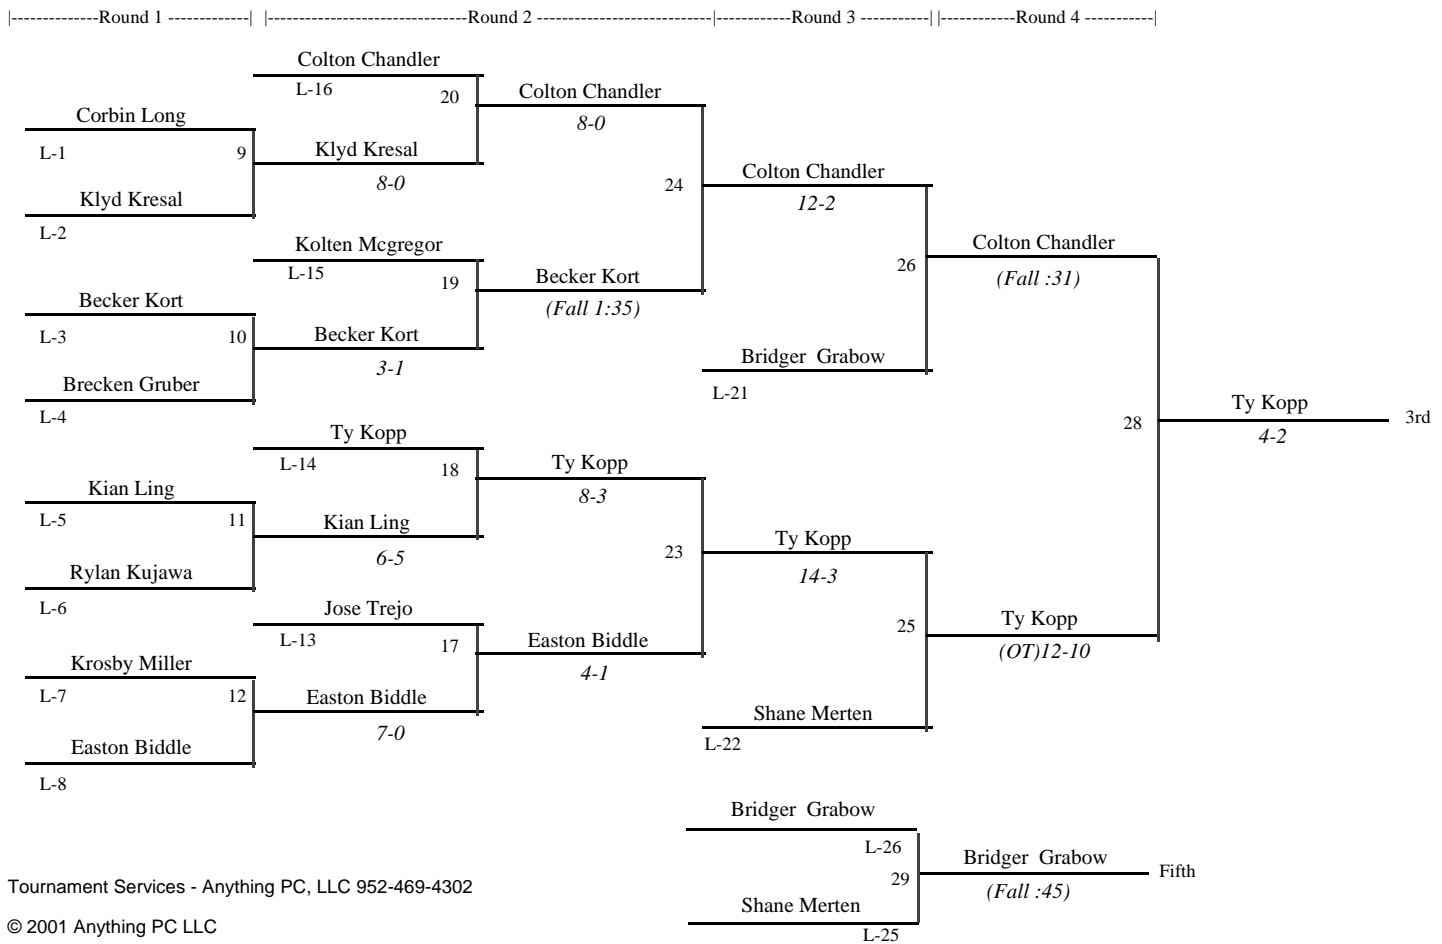 |--------------Round 1 -------------| |-----------------------------Round 2 -------------------------|-----------Round 3 ----------| |-----------Round 4 ----------|
Colton Chandler
L-16
20
Colton Chandler
8-0
Corbin Long
L-1
9
Klyd Kresal
8-0
Klyd Kresal
L-2
24
Colton Chandler
12-2
Kolten Mcgregor
L-15
19
Becker Kort
(Fall 1:35)
26
Colton Chandler
(Fall :31)
Becker Kort
L-3
10
Becker Kort
3-1
Brecken Gruber
L-4
Bridger  Grabow
L-21
Ty Kopp
L-14
18
Ty Kopp
8-3
28
Ty Kopp
4-2
3rd
Kian Ling
L-5
11
Kian Ling
6-5
Rylan Kujawa
L-6
23
Ty Kopp
14-3
Jose Trejo
L-13
17
Easton Biddle
4-1
25
Ty Kopp
(OT)12-10
Krosby Miller
L-7
12
Easton Biddle
7-0
Easton Biddle
L-8
Shane Merten
L-22
Bridger  Grabow
L-26
29
Bridger  Grabow
(Fall :45)
Fifth
Shane Merten
L-25
Tournament Services - Anything PC, LLC 952-469-4302
© 2001 Anything PC LLC